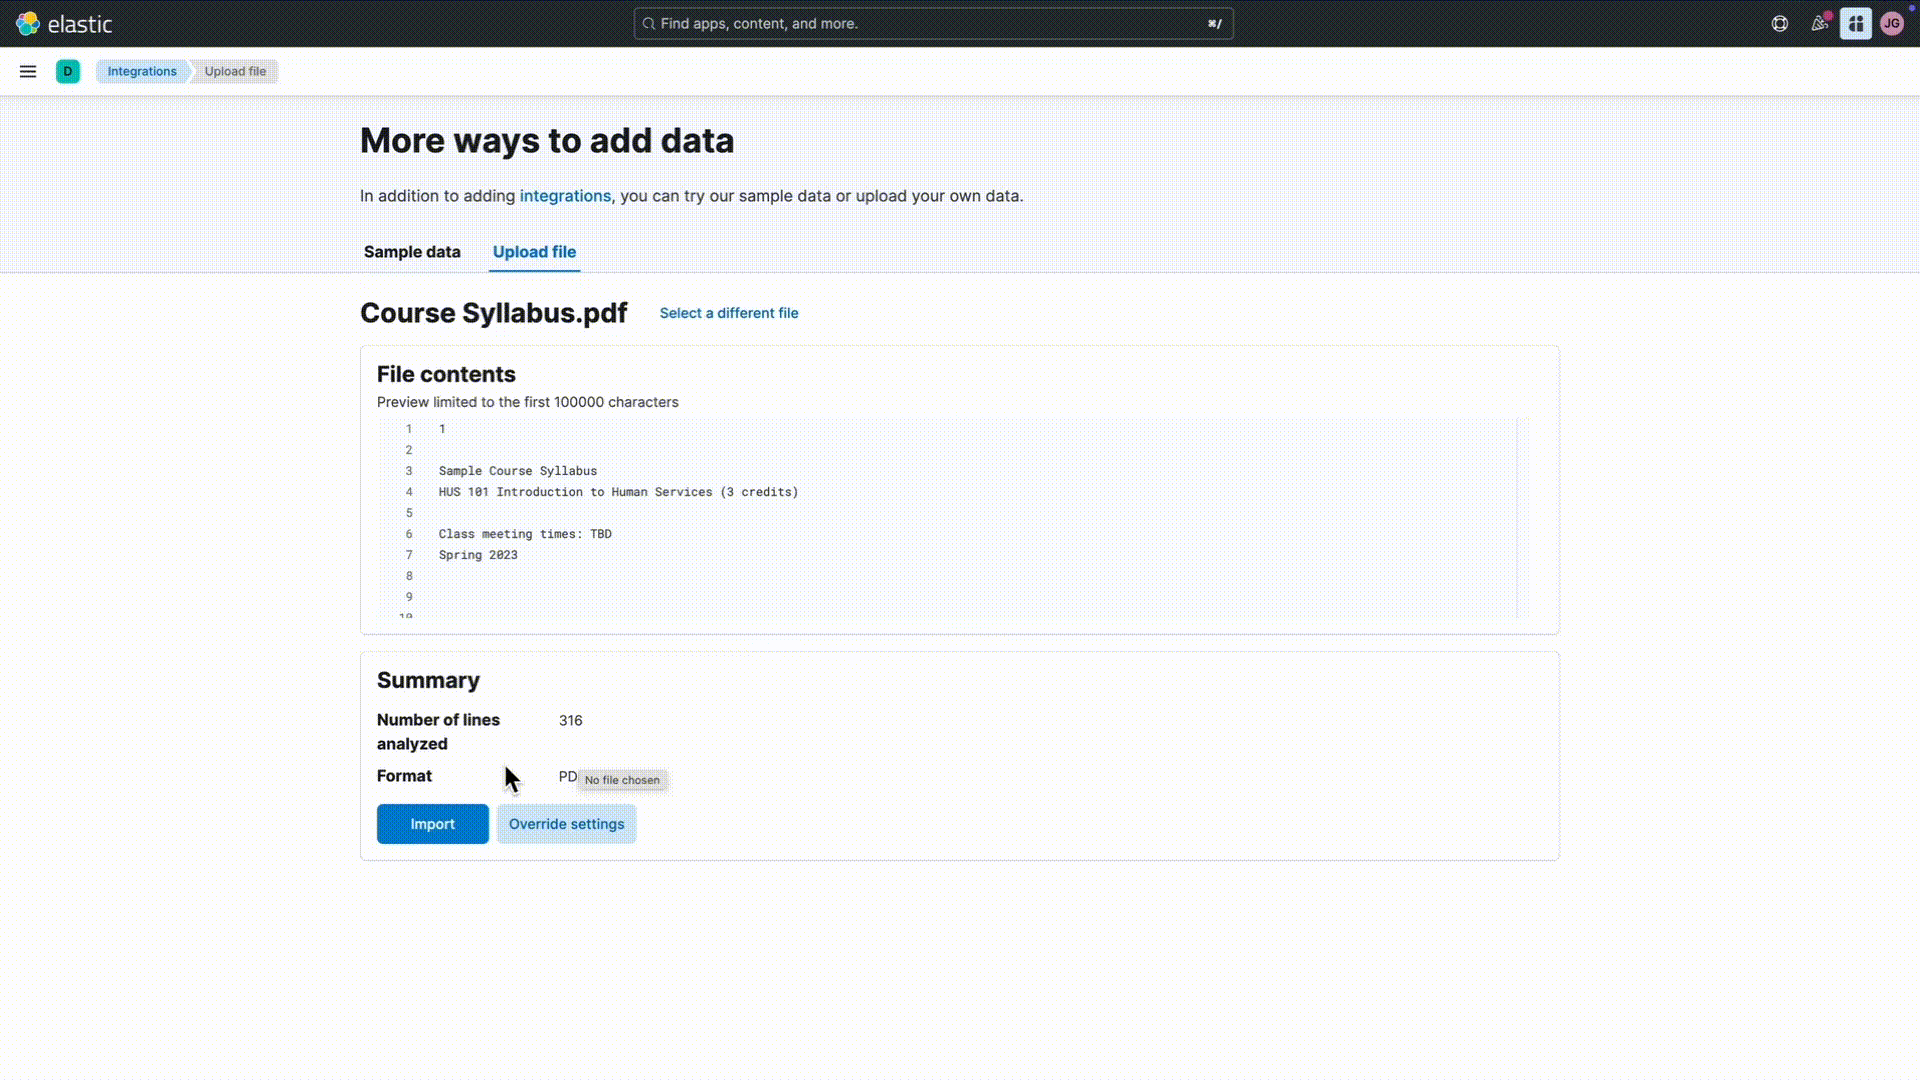 elastic
Find apps, content, and more.
⌘/
JG
D
Integrations
Upload file
More ways to add data
In addition to adding integrations, you can try our sample data or upload your own data.
Sample data
Upload file
Course Syllabus.pdf
Select a different file
File contents
Preview limited to the first 100000 characters
1 1
2
3 Sample Course Syllabus
4 HUS 101 Introduction to Human Services (3 credits)
5
6 Class meeting times: TBD
7 Spring 2023
8
9
10
Summary
Number of lines analyzed 316
Format PD
No file chosen
Import
Override settings